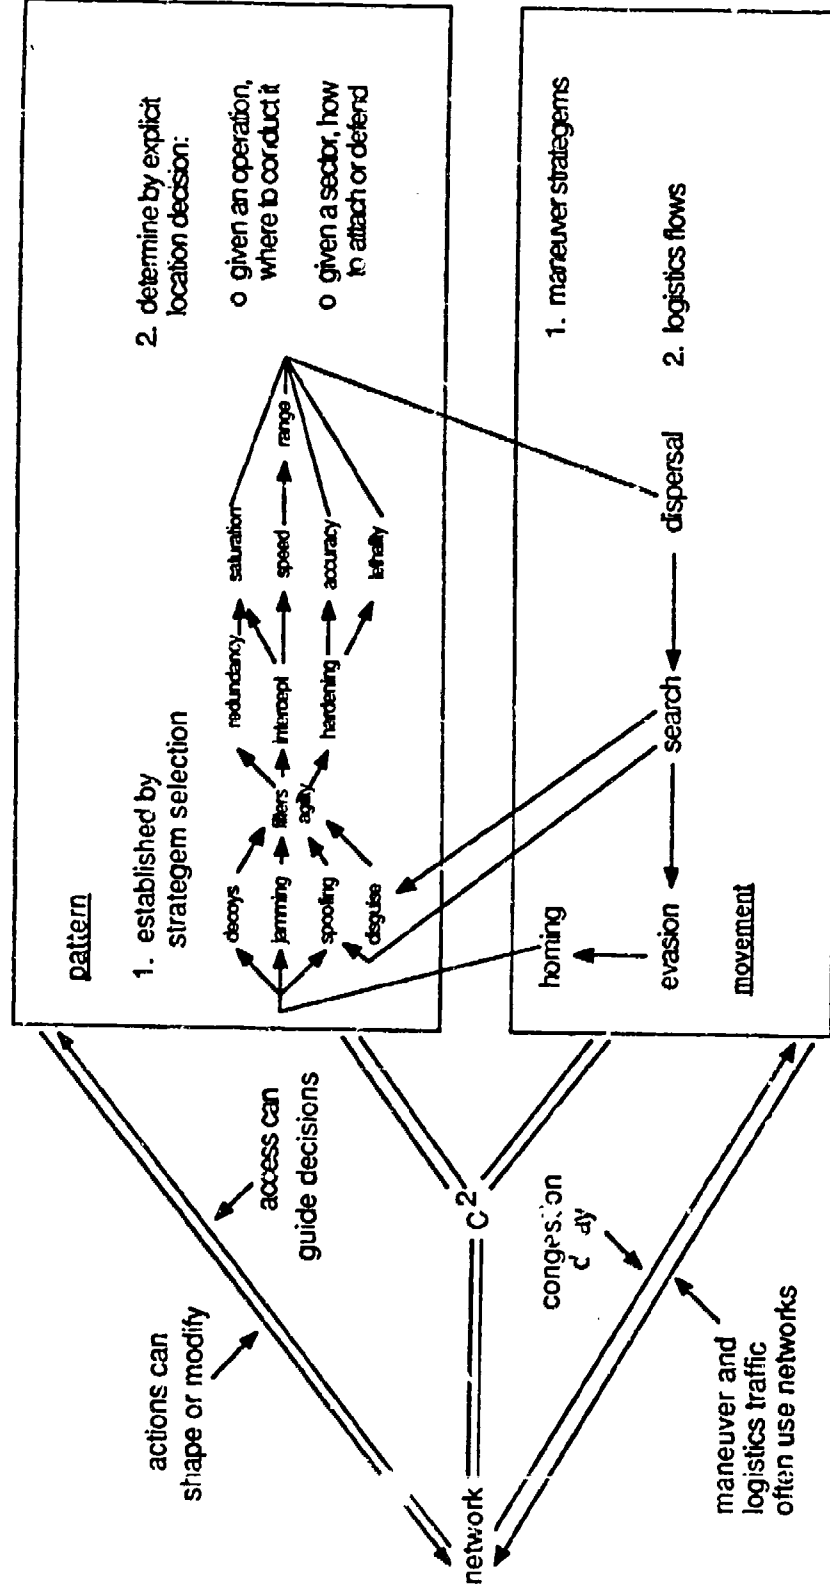 pattern
1. established by
strategem selection
2. determine by explicit
location decision:
o given an operation,
where to conduct it
o given a sector, how
to attach or defend
decoys
jamming
spoofing
disguise
filters
agility
redundancy
intercept
hardening
saturation
speed
range
accuracy
lethality
actions can
shape or modify
access can
guide decisions
network
C2
congestion
maneuver and
logistics traffic
often use networks
homing
evasion
search
dispersal
movement
1. maneuver strategems
2. logistics flows